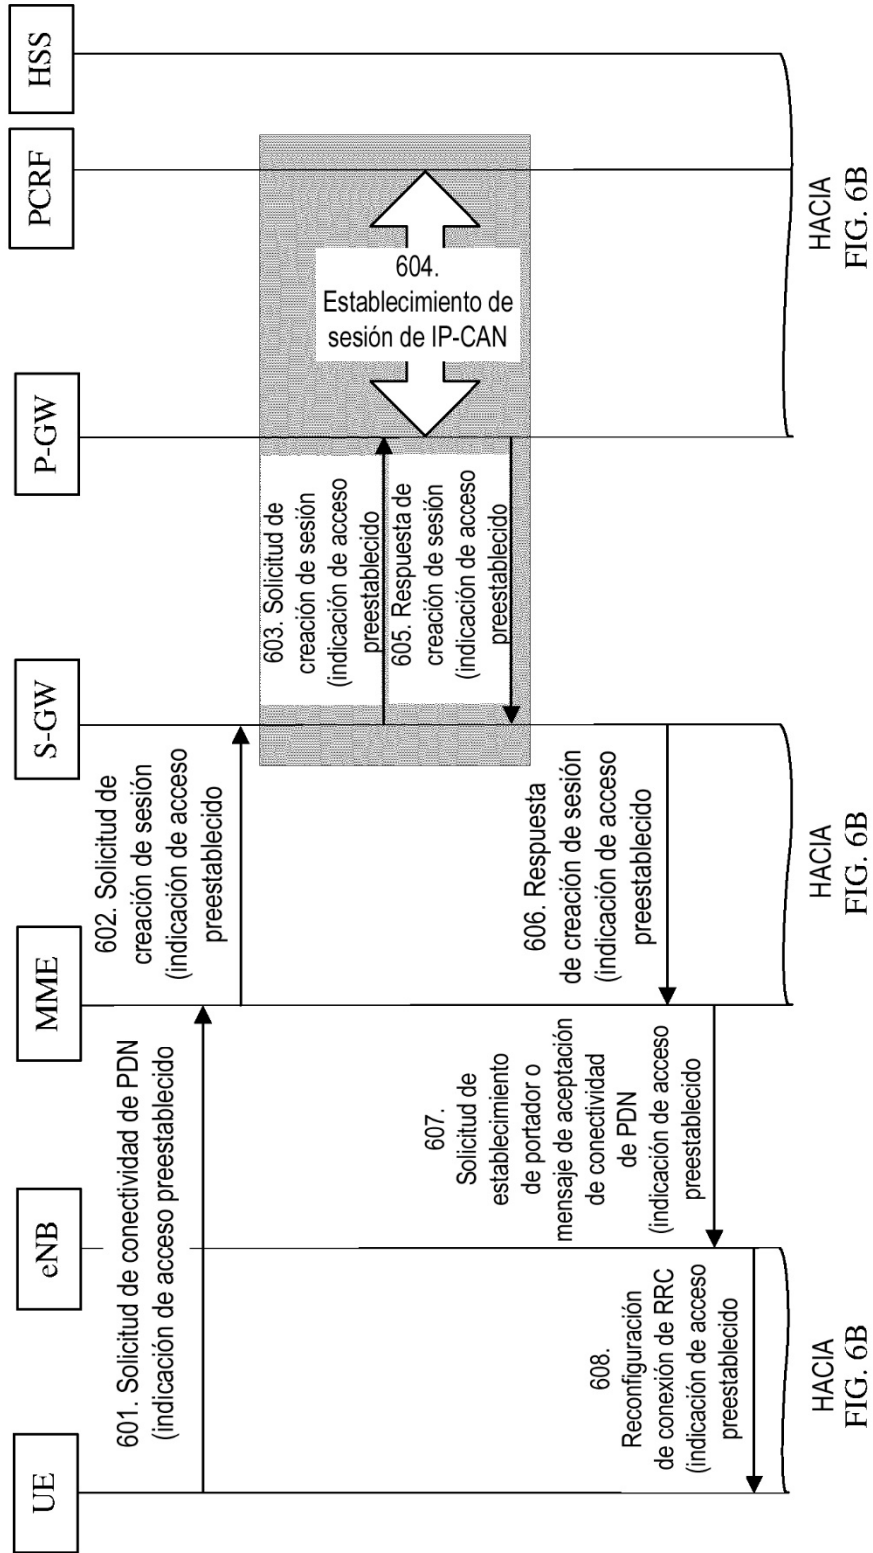 UE
eNB
MME
S-GW
P-GW
PCRF
HSS
601. Solicitud de conectividad de PDN
(indicación de acceso preestablecido
602. Solicitud de
creación de sesión
(indicación de acceso
preestablecido
603. Solicitud de
creación de sesión
(indicación de acceso
preestablecido
604.
Establecimiento de
sesión de IP-CAN
605. Respuesta de
creación de sesión
(indicación de acceso
preestablecido
606. Respuesta
de creación de sesión
(indicación de acceso
preestablecido
607.
Solicitud de
establecimiento
de portador o
mensaje de aceptación
de conectividad
de PDN
(indicación de acceso
preestablecido
608.
Reconfiguración
de conexión de RRC
(indicación de acceso
preestablecido
HACIA
FIG. 6B
HACIA
FIG. 6B
HACIA
FIG. 6B